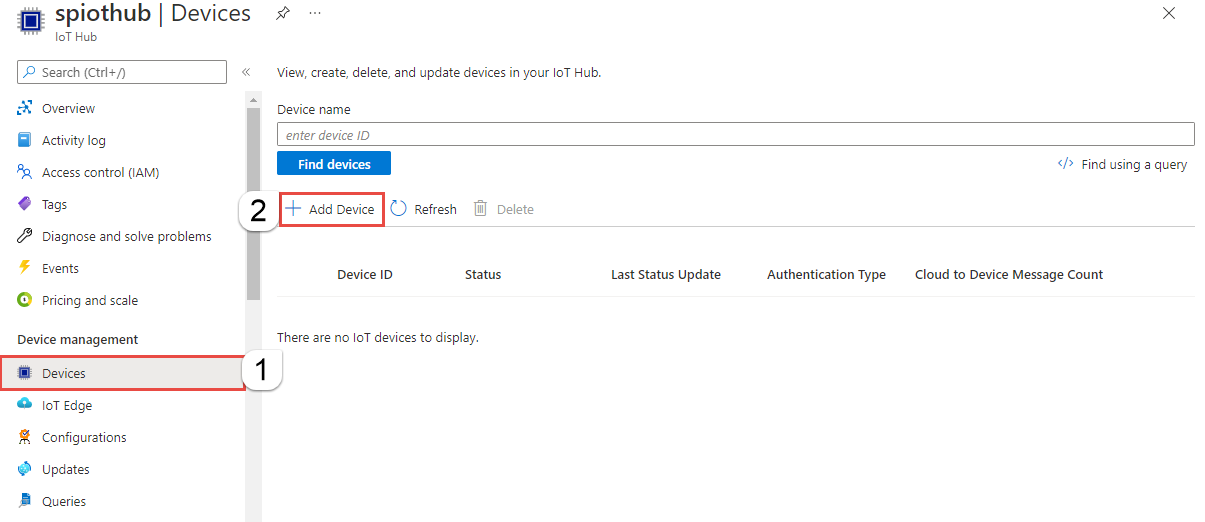 spiothub | Devices
IoT Hub
Search (Ctrl+/)
Overview
Activity log
Access control (IAM)
Tags
Diagnose and solve problems
Events
Pricing and scale
Device management
Devices
1
IoT Edge
Configurations
Updates
Queries
View, create, delete, and update devices in your IoT Hub.
Device name
enter device ID
Find devices
Find using a query
2
Add Device Refresh Delete
Device ID Status Last Status Update Authentication Type Cloud to Device Message Count
There are no IoT devices to display.